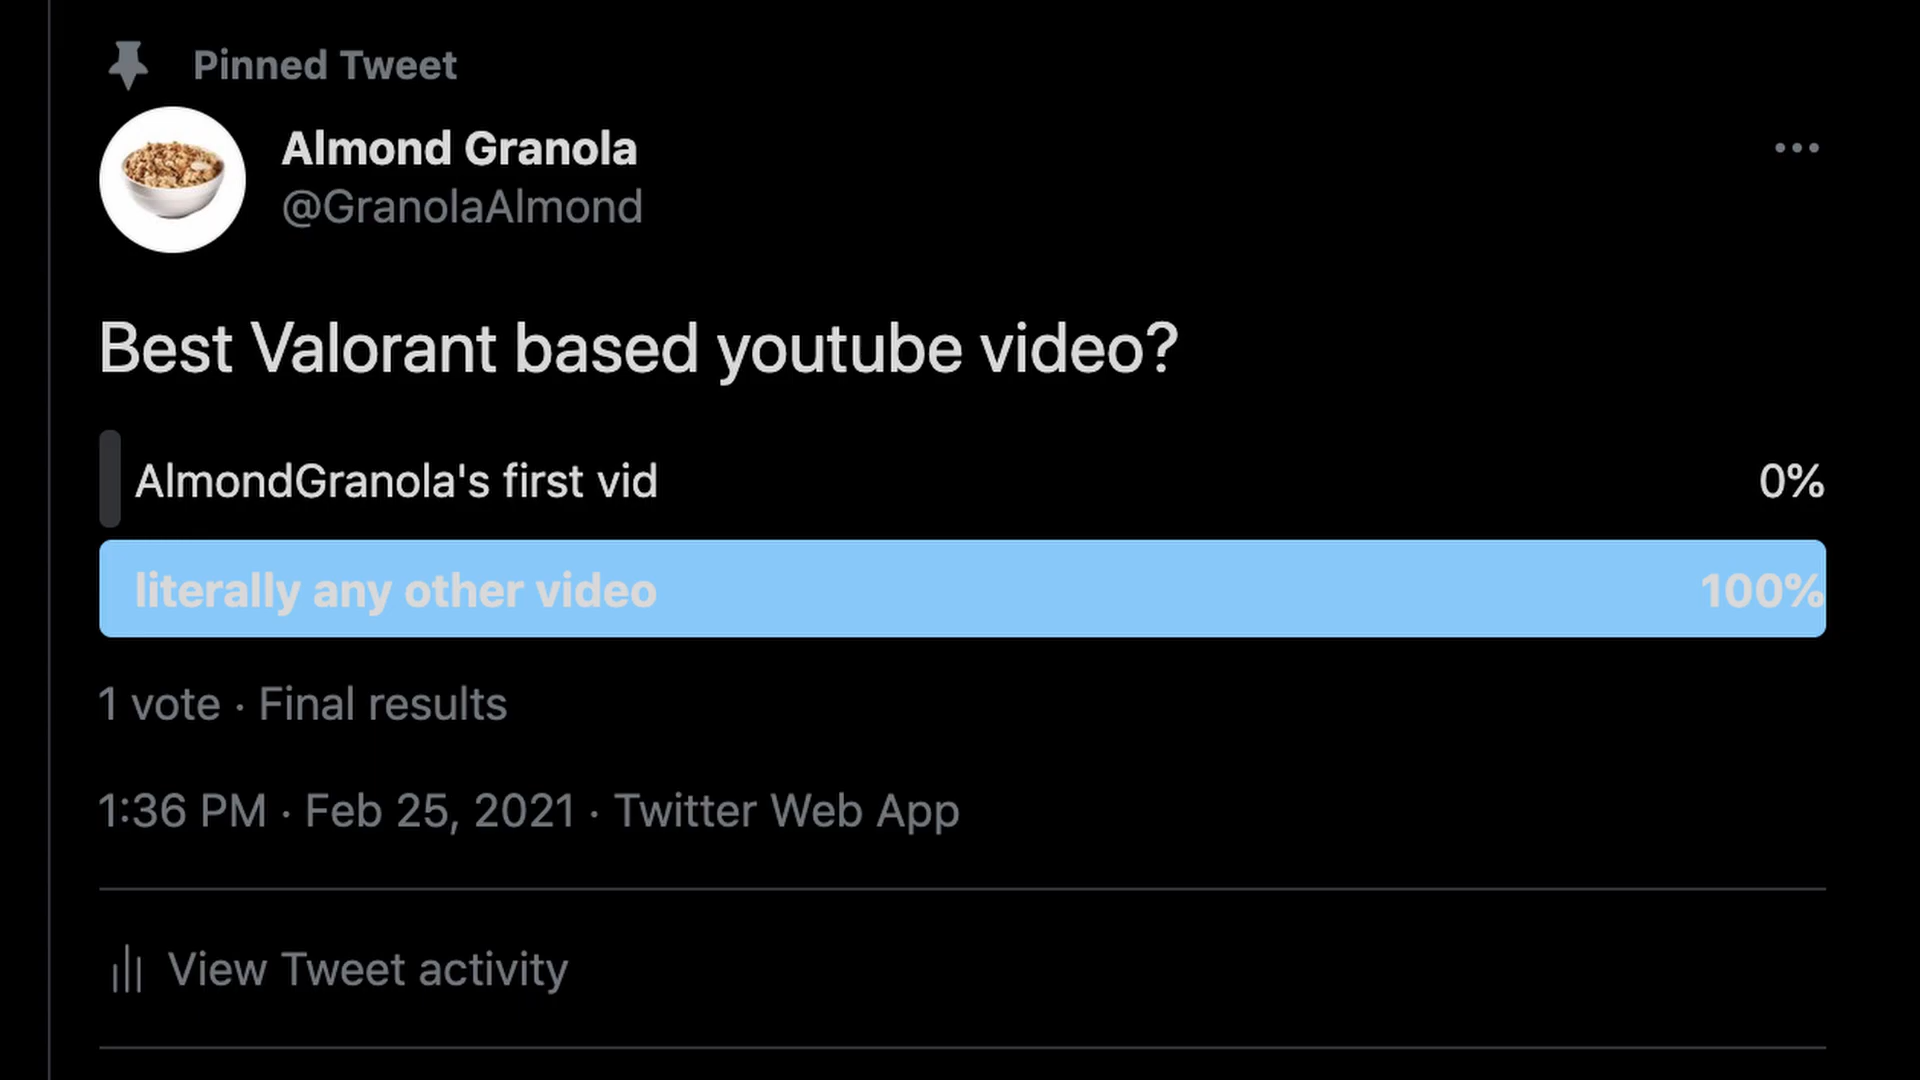 Pinned Tweet
Almond Granola
@GranolaAlmond
Best Valorant based youtube video?
AlmondGranola's first vid 0%
literally any other video 100%
1 vote · Final results
1:36 PM · Feb 25, 2021 · Twitter Web App
View Tweet activity